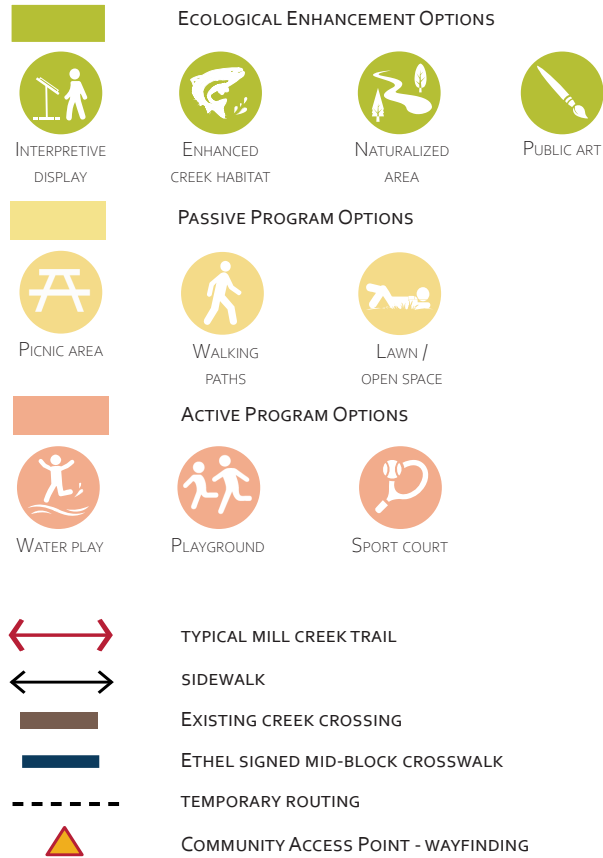 Ecological Enhancement Options
Interpretive display
Enhanced creek habitat
Naturalized area
Public art
Passive Program Options
Picnic area
Walking paths
Lawn / open space
Active Program Options
Water play
Playground
Sport court
typical mill creek trail
sidewalk
Existing creek crossing
Ethel signed mid-block crosswalk
temporary routing
Community Access Point - wayfinding